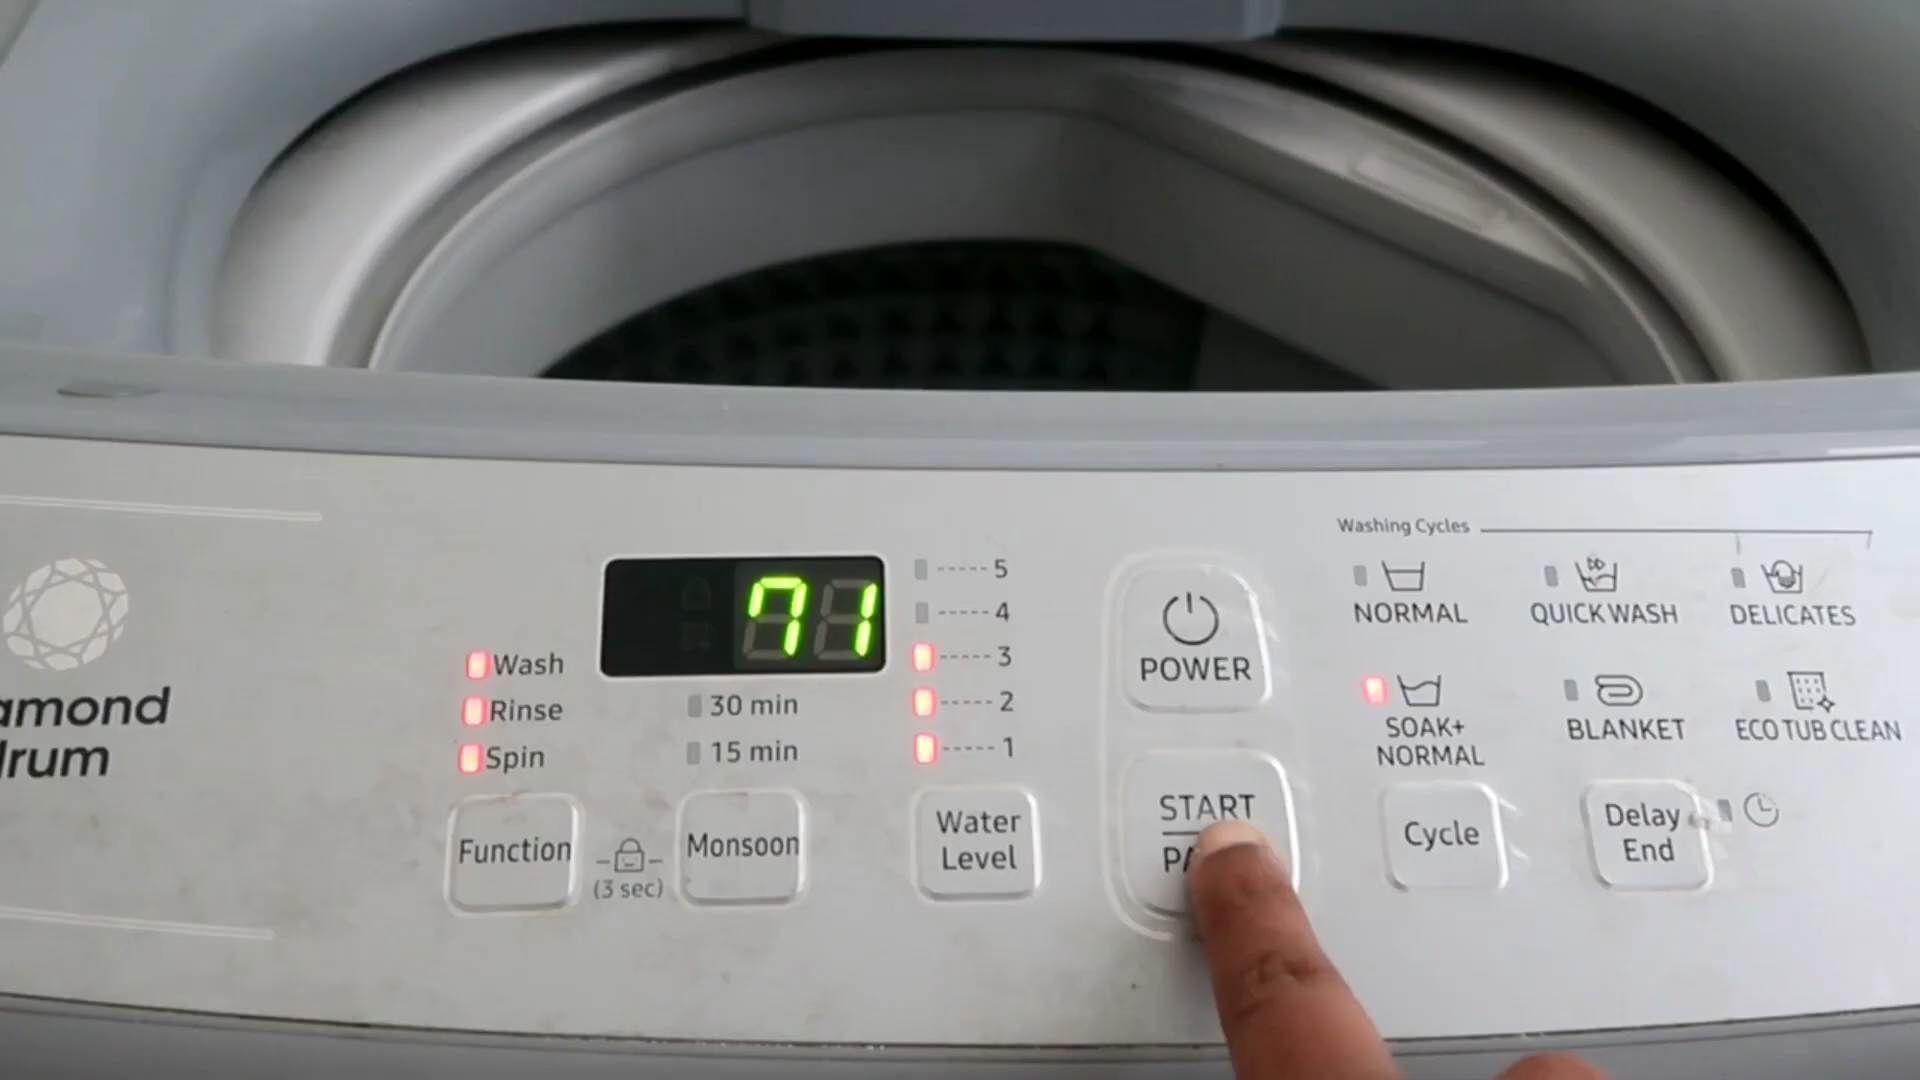 amond
drum
Wash
Rinse
Spin
71
30 min
15 min
5
4
3
2
1
Function
(3 sec)
Monsoon
Water
Level
POWER
START
Washing Cycles
NORMAL
QUICK WASH
DELICATES
SOAK+
NORMAL
BLANKET
ECO TUB CLEAN
Cycle
Delay
End